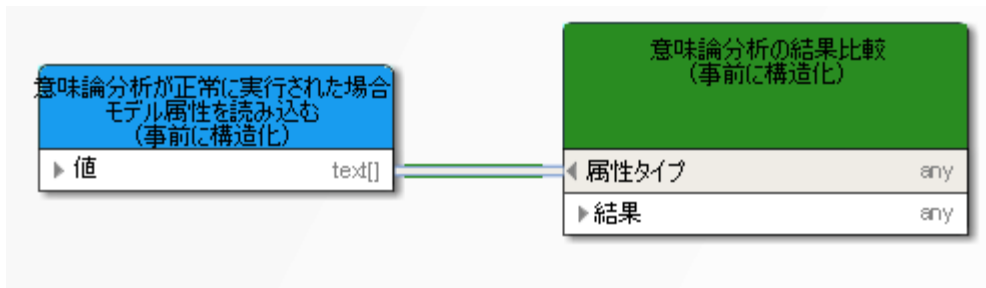 意味論分析が正常に実行された場合
モデル属性を読み込む
(事前に構造化)
値 text[]
意味論分析の結果比較
(事前に構造化)
属性タイプ any
結果 any